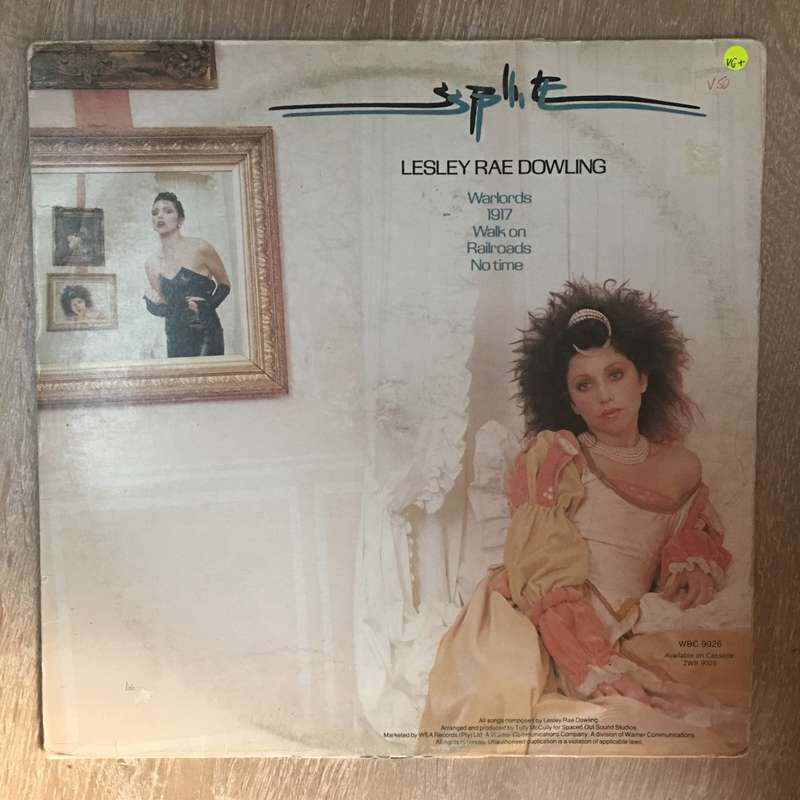 split
VG+
V.50
LESLEY RAE DOWLING
Warlords
1917
Walk on
Railroads
No time
WBC 9026
Available on Cassette
ZWB 9026
All songs composed by Lesley Rae Dowling.
Arranged and produced by Tully McCully for Spaced Out Sound Studios.
Marketed by WEA Records (Pty) Ltd. A Warner Communications Company. A division of Warner Communications.
All rights reserved. Unauthorized duplication is a violation of applicable laws.